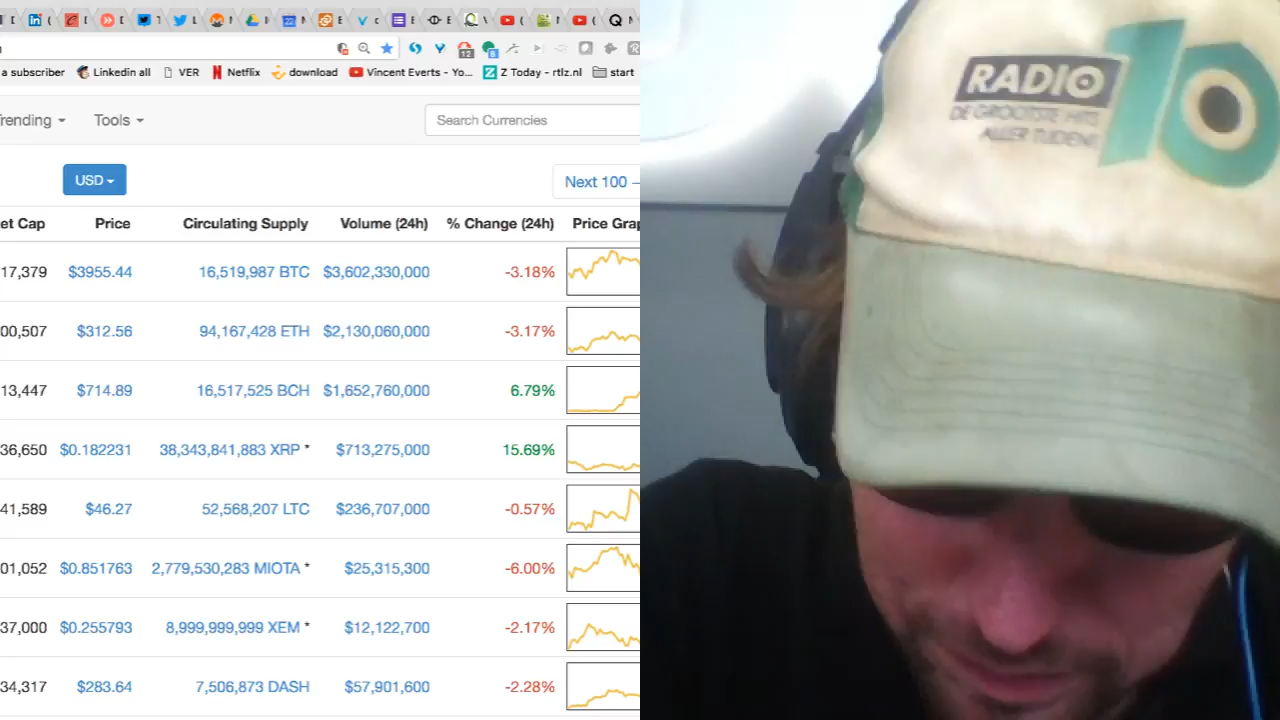 a subscriber Linkedin all VER Netflix download Vincent Everts - Yo... Z Today - rtlz.nl start
Trending Tools Search Currencies
USD Next 100
et Cap Price Circulating Supply Volume (24h) % Change (24h) Price Grap
17,379 $3955.44 16,519,987 BTC $3,602,330,000 -3.18%
00,507 $312.56 94,167,428 ETH $2,130,060,000 -3.17%
13,447 $714.89 16,517,525 BCH $1,652,760,000 6.79%
36,650 $0.182231 38,343,841,883 XRP * $713,275,000 15.69%
41,589 $46.27 52,568,207 LTC $236,707,000 -0.57%
01,052 $0.851763 2,779,530,283 MIOTA * $25,315,300 -6.00%
37,000 $0.255793 8,999,999,999 XEM * $12,122,700 -2.17%
34,317 $283.64 7,506,873 DASH $57,901,600 -2.28%
RADIO 10
DE GROOTSTE HITS
ALLER TIJDEN!